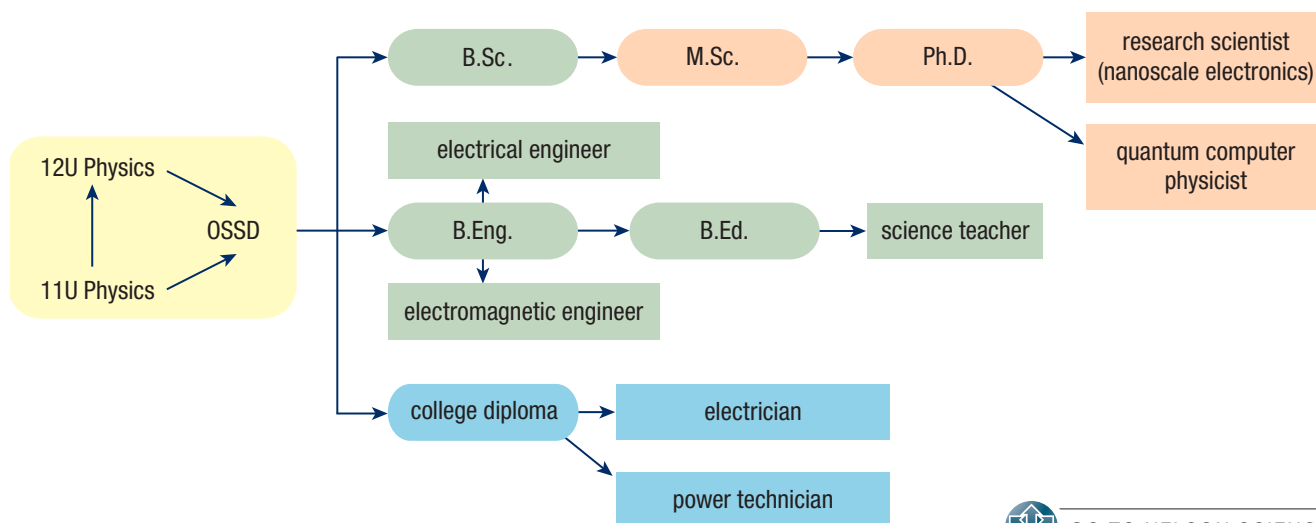 B.Sc.
M.Sc.
Ph.D.
research scientist
(nanoscale electronics)
quantum computer
physicist
12U Physics
OSSD
11U Physics
electrical engineer
B.Eng.
B.Ed.
science teacher
electromagnetic engineer
college diploma
electrician
power technician